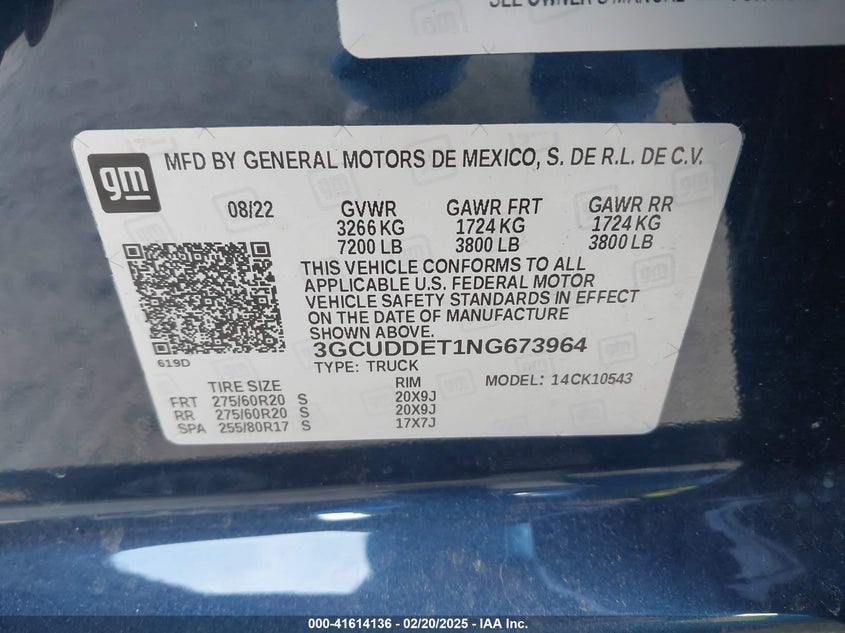 SEE OWNER'S MANUAL
gm
MFD BY GENERAL MOTORS DE MEXICO, S. DE R.L. DE C.V.
08/22 GVWR GAWR FRT GAWR RR
3266 KG 1724 KG 1724 KG
7200 LB 3800 LB 3800 LB
THIS VEHICLE CONFORMS TO ALL
APPLICABLE U.S. FEDERAL MOTOR
VEHICLE SAFETY STANDARDS IN EFFECT
ON THE DATE OF MANUFACTURE
SHOWN ABOVE.
619D
3GCUDDET1NG673964
TYPE: TRUCK
MODEL: 14CK10543
TIRE SIZE RIM
FRT 275/60R20 S 20X9J
RR 275/60R20 S 20X9J
SPA 255/80R17 S 17X7J
000-41614136 - 02/20/2025 - IAA Inc.